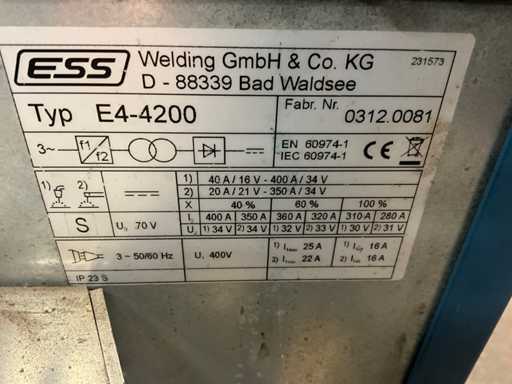 ESS Welding GmbH & Co. KG 231573
D - 88339 Bad Waldsee
Typ E4-4200 Fabr. Nr. 0312.0081
3~ f1 f2 EN 60974-1 IEC 60974-1 CE
1) 2) 1) 40 A / 16 V - 400 A / 34 V
2) 20 A / 21 V - 350 A / 34 V
X 40 % 60 % 100 %
S U₀ 70 V I₂ 400 A 350 A 360 A 320 A 310 A 280 A
U₂ 1) 34 V 2) 34 V 1) 32 V 2) 33 V 1) 30 V 2) 31 V
3 ~ 50/60 Hz U₁ 400V 1) 25 A 1) 16 A
2) 22 A 2) 16 A
IP 23 S